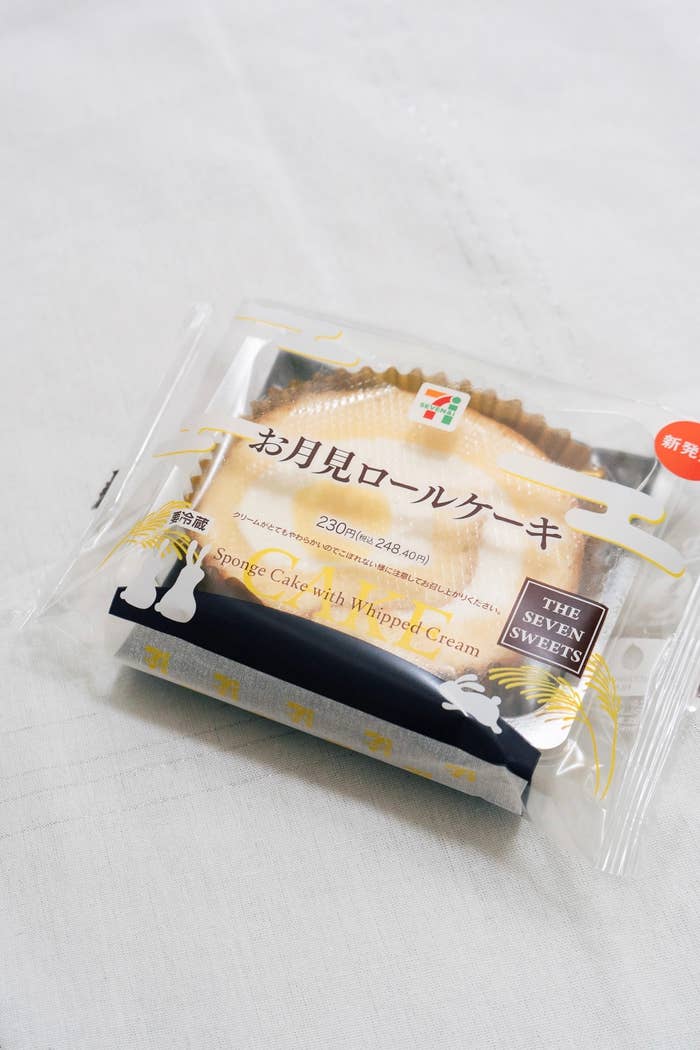 SEVEN&i
新発
お月見ロールケーキ
230円(税込248.40円)
クリームがとてもやわらかいのでこぼれない様に注意してお召し上がりください。
要冷蔵
CAKE
Sponge Cake with Whipped Cream
THE
SEVEN
SWEETS